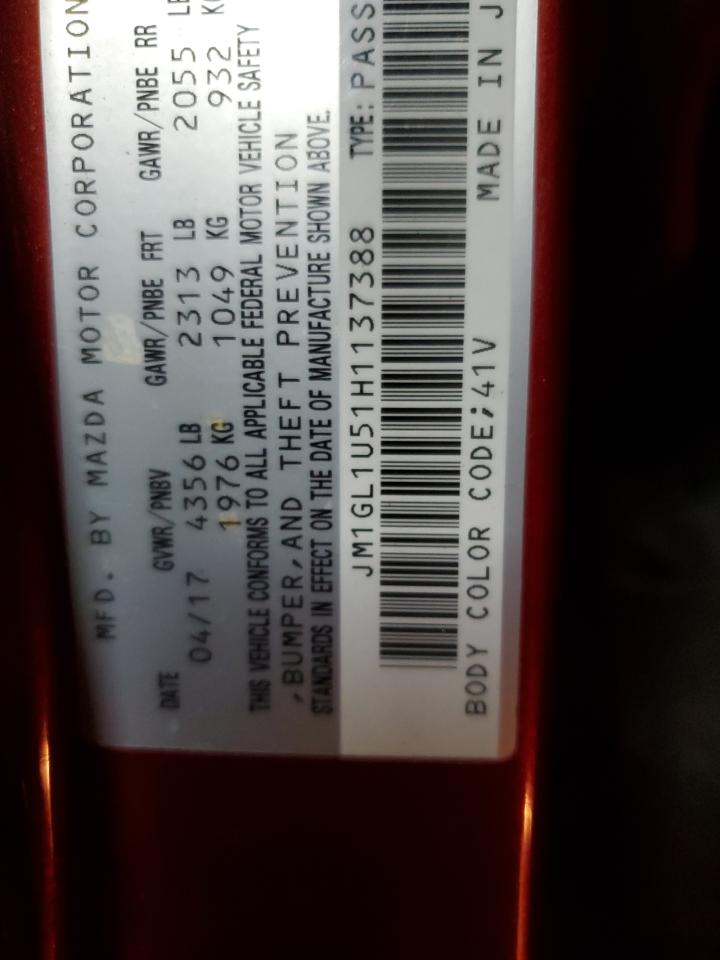 MFD. BY MAZDA MOTOR CORPORATION
DATE GVWR/PNBV GAWR/PNBE FRT GAWR/PNBE RR
04/17 4356 LB 2313 LB 2055 LB
1976 KG 1049 KG 932 KG
THIS VEHICLE CONFORMS TO ALL APPLICABLE FEDERAL MOTOR VEHICLE SAFETY
,BUMPER,AND THEFT PREVENTION
STANDARDS IN EFFECT ON THE DATE OF MANUFACTURE SHOWN ABOVE.
JM1GL1U51H1137388 TYPE: PASS
BODY COLOR CODE;41V MADE IN J